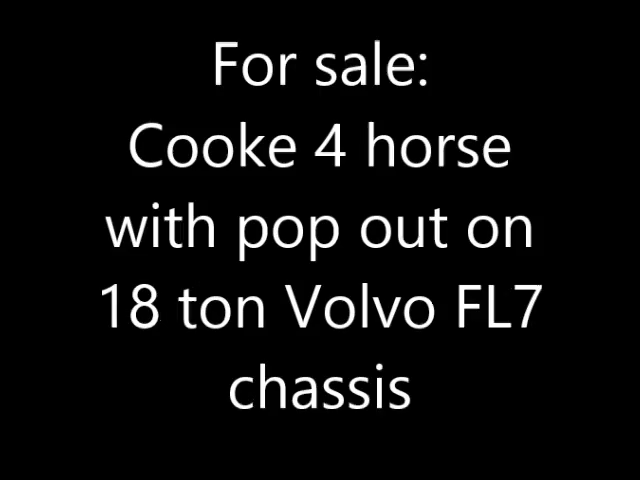 For sale:
Cooke 4 horse
with pop out on
18 ton Volvo FL7
chassis